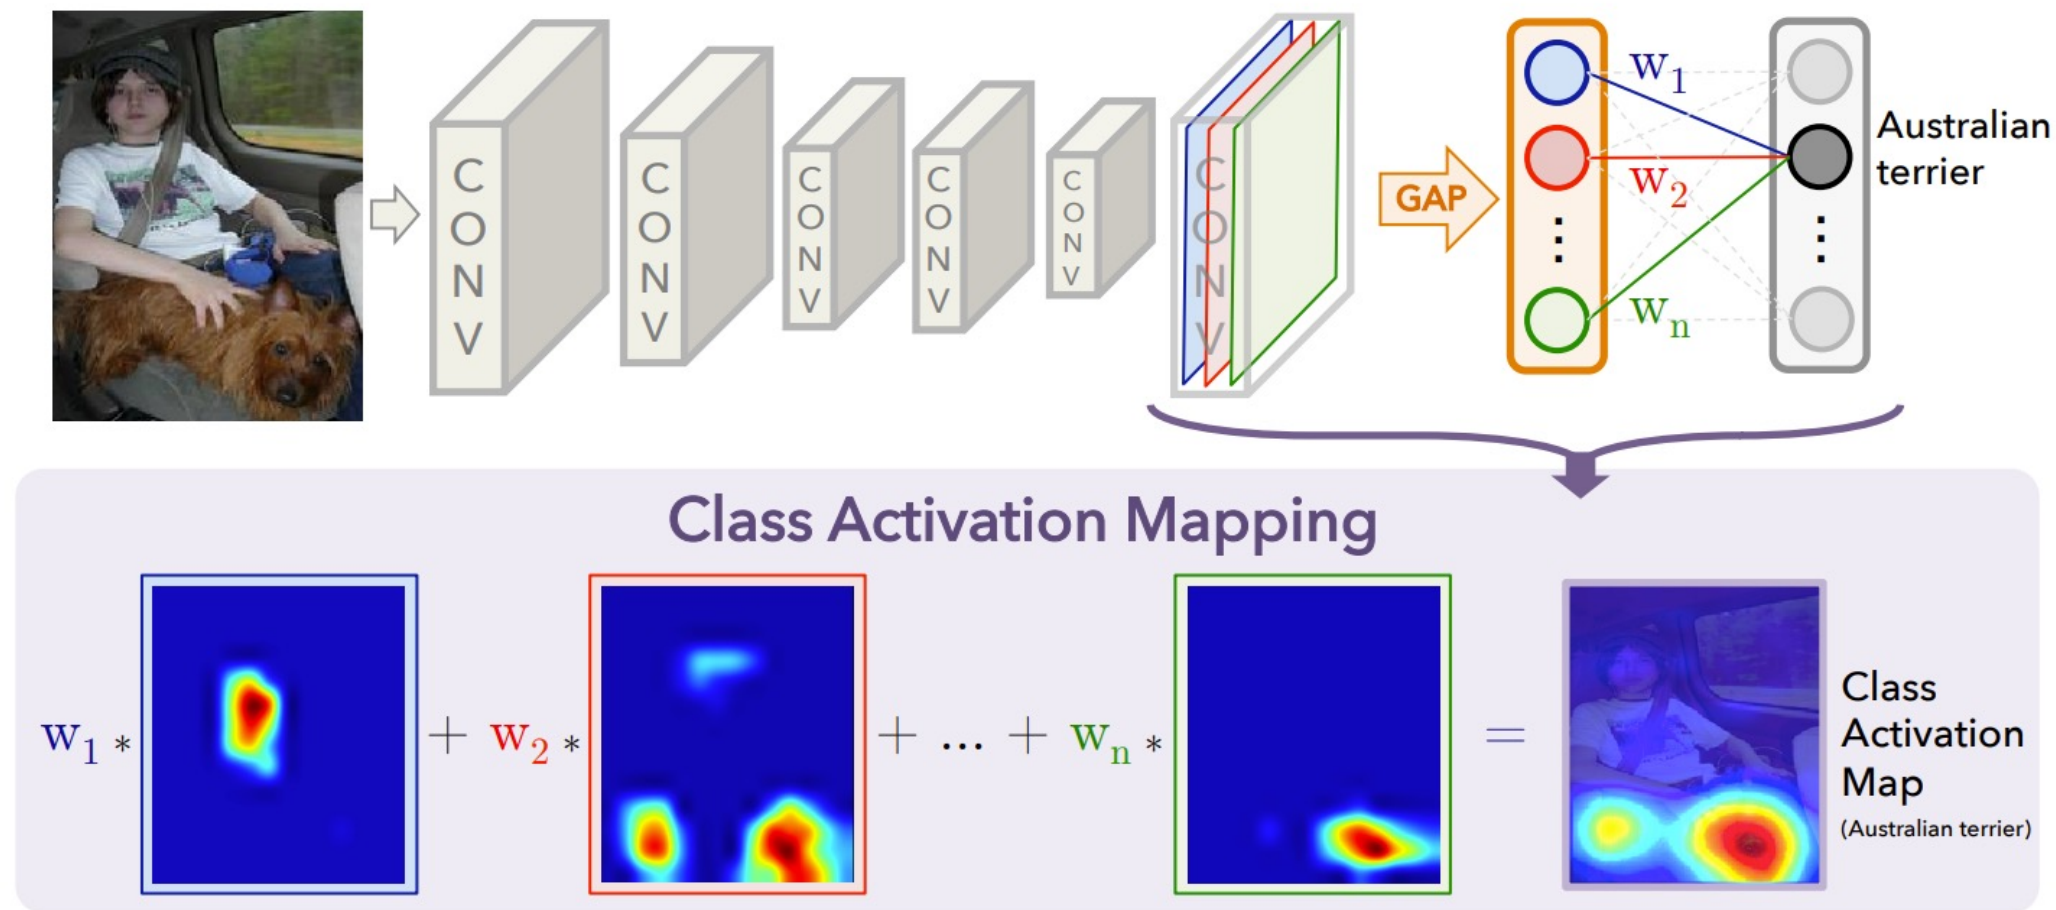 CONV
CONV
CONV
CONV
CONV
CONV
GAP
w1
w2
⋮
wn
⋮
Australian
terrier
Class Activation Mapping
w1 * + w2 * + ... + wn * =
Class
Activation
Map
(Australian terrier)